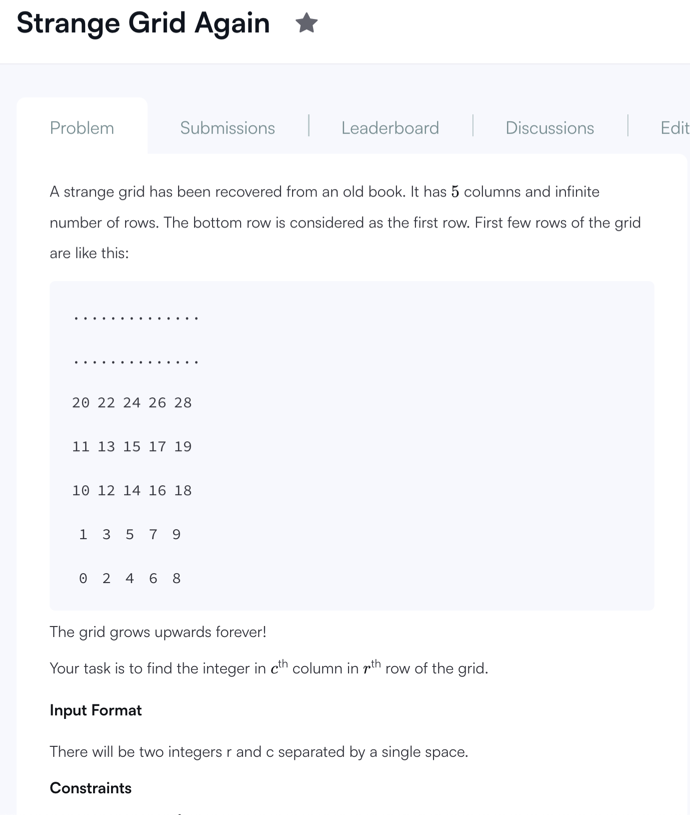 Strange Grid Again
Problem Submissions Leaderboard Discussions Edit
A strange grid has been recovered from an old book. It has 5 columns and infinite
number of rows. The bottom row is considered as the first row. First few rows of the grid
are like this:
..............
..............
20 22 24 26 28
11 13 15 17 19
10 12 14 16 18
1 3 5 7 9
0 2 4 6 8
The grid grows upwards forever!
Your task is to find the integer in cth column in rth row of the grid.
Input Format
There will be two integers r and c separated by a single space.
Constraints